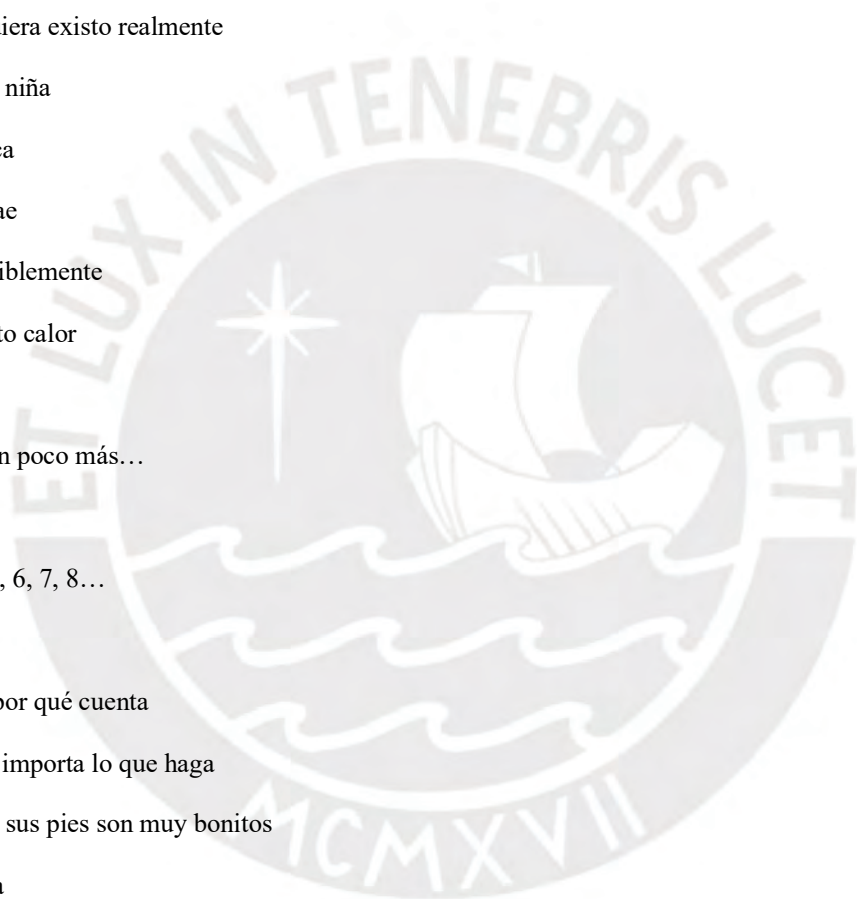 iera existo realmente
niña
ca
ae
iblemente
to calor
n poco más…
, 6, 7, 8…
por qué cuenta
importa lo que haga
sus pies son muy bonitos
a
ET LUX IN TENEBRIS LUCET
MCMXVII